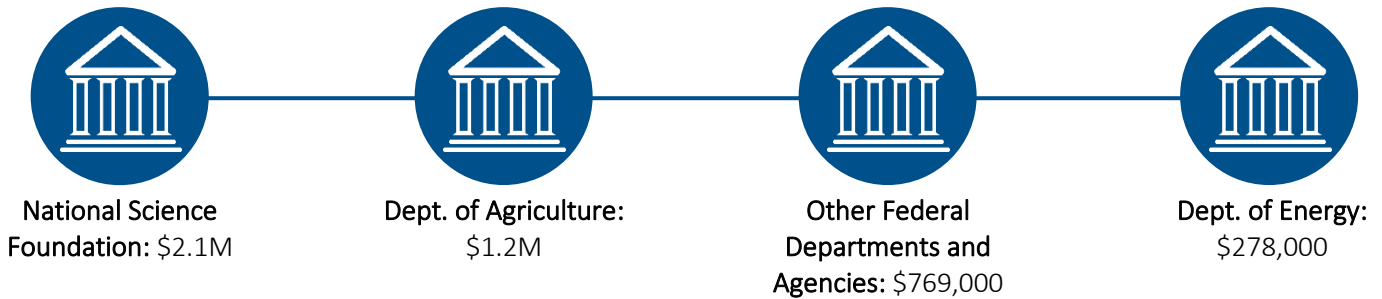 National Science
Foundation: $2.1M
Dept. of Agriculture:
$1.2M
Other Federal
Departments and
Agencies: $769,000
Dept. of Energy:
$278,000